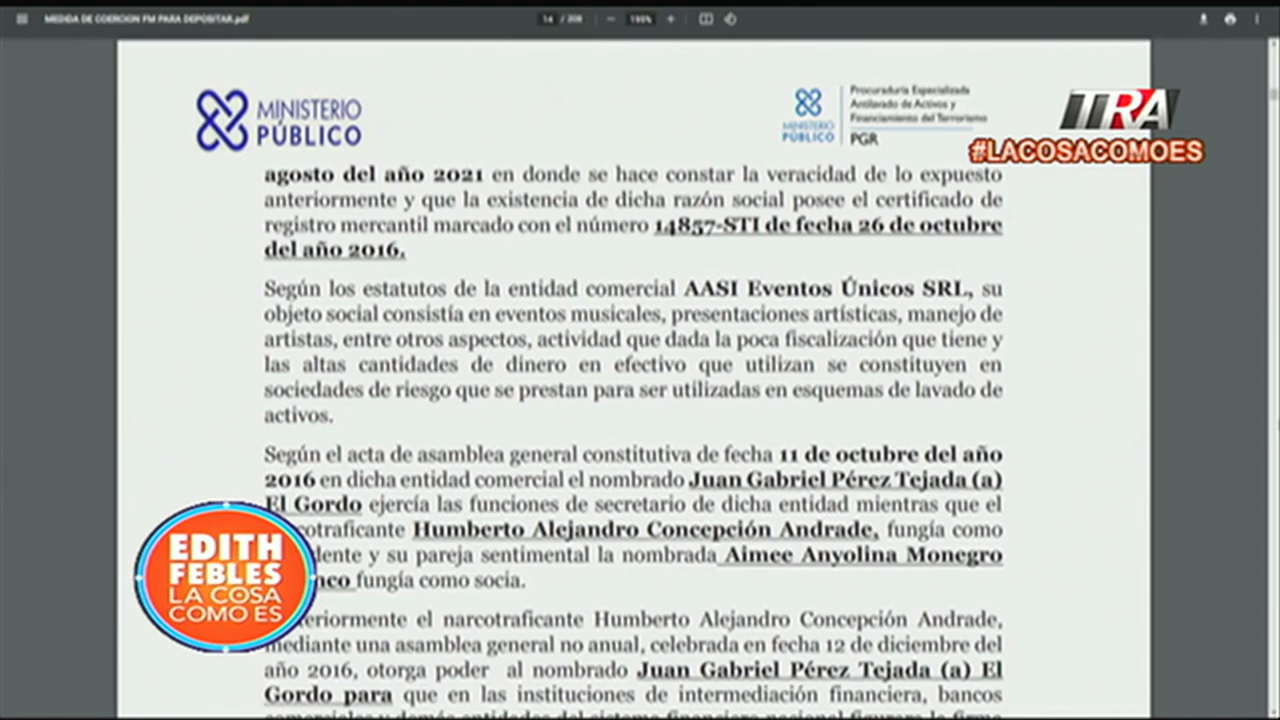 MEDIDA DE COERCION FM PARA DEPOSITAR.pdf
14 / 208
MINISTERIO
PÚBLICO
MINISTERIO
PÚBLICO
Procuraduría Especializada
Antilavado de Activos y
Financiamiento del Terrorismo
PGR
TRA
#LACOSACOMOES
agosto del año 2021 en donde se hace constar la veracidad de lo expuesto
anteriormente y que la existencia de dicha razón social posee el certificado de
registro mercantil marcado con el número 14857-STI de fecha 26 de octubre
del año 2016.
Según los estatutos de la entidad comercial AASI Eventos Únicos SRL, su
objeto social consistía en eventos musicales, presentaciones artísticas, manejo de
artistas, entre otros aspectos, actividad que dada la poca fiscalización que tiene y
las altas cantidades de dinero en efectivo que utilizan se constituyen en
sociedades de riesgo que se prestan para ser utilizadas en esquemas de lavado de
activos.
Según el acta de asamblea general constitutiva de fecha 11 de octubre del año
2016 en dicha entidad comercial el nombrado Juan Gabriel Pérez Tejada (a)
El Gordo ejercía las funciones de secretario de dicha entidad mientras que el
Humberto Alejandro Concepción Andrade, fungía como
y su pareja sentimental la nombrada Aimee Anyolina Monegro
fungía como socia.
el narcotraficante Humberto Alejandro Concepción Andrade,
mediante una asamblea general no anual, celebrada en fecha 12 de diciembre del
año 2016, otorga poder al nombrado Juan Gabriel Pérez Tejada (a) El
Gordo para que en las instituciones de intermediación financiera, bancos
EDITH
FEBLES
LA COSA
COMO ES